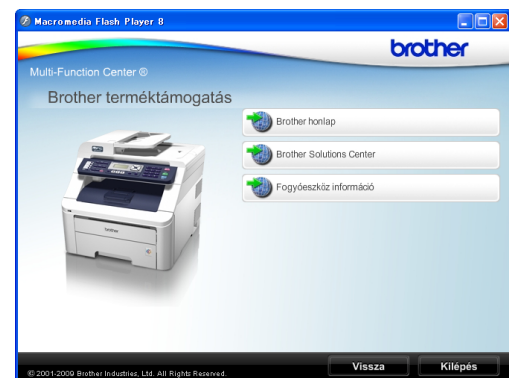 Macromedia Flash Player 8
brother
Multi-Function Center ®
Brother terméktámogatás
Brother honlap
Brother Solutions Center
Fogyóeszköz információ
brother
Vissza
Kilépés
© 2001-2009 Brother Industries, Ltd. All Rights Reserved.